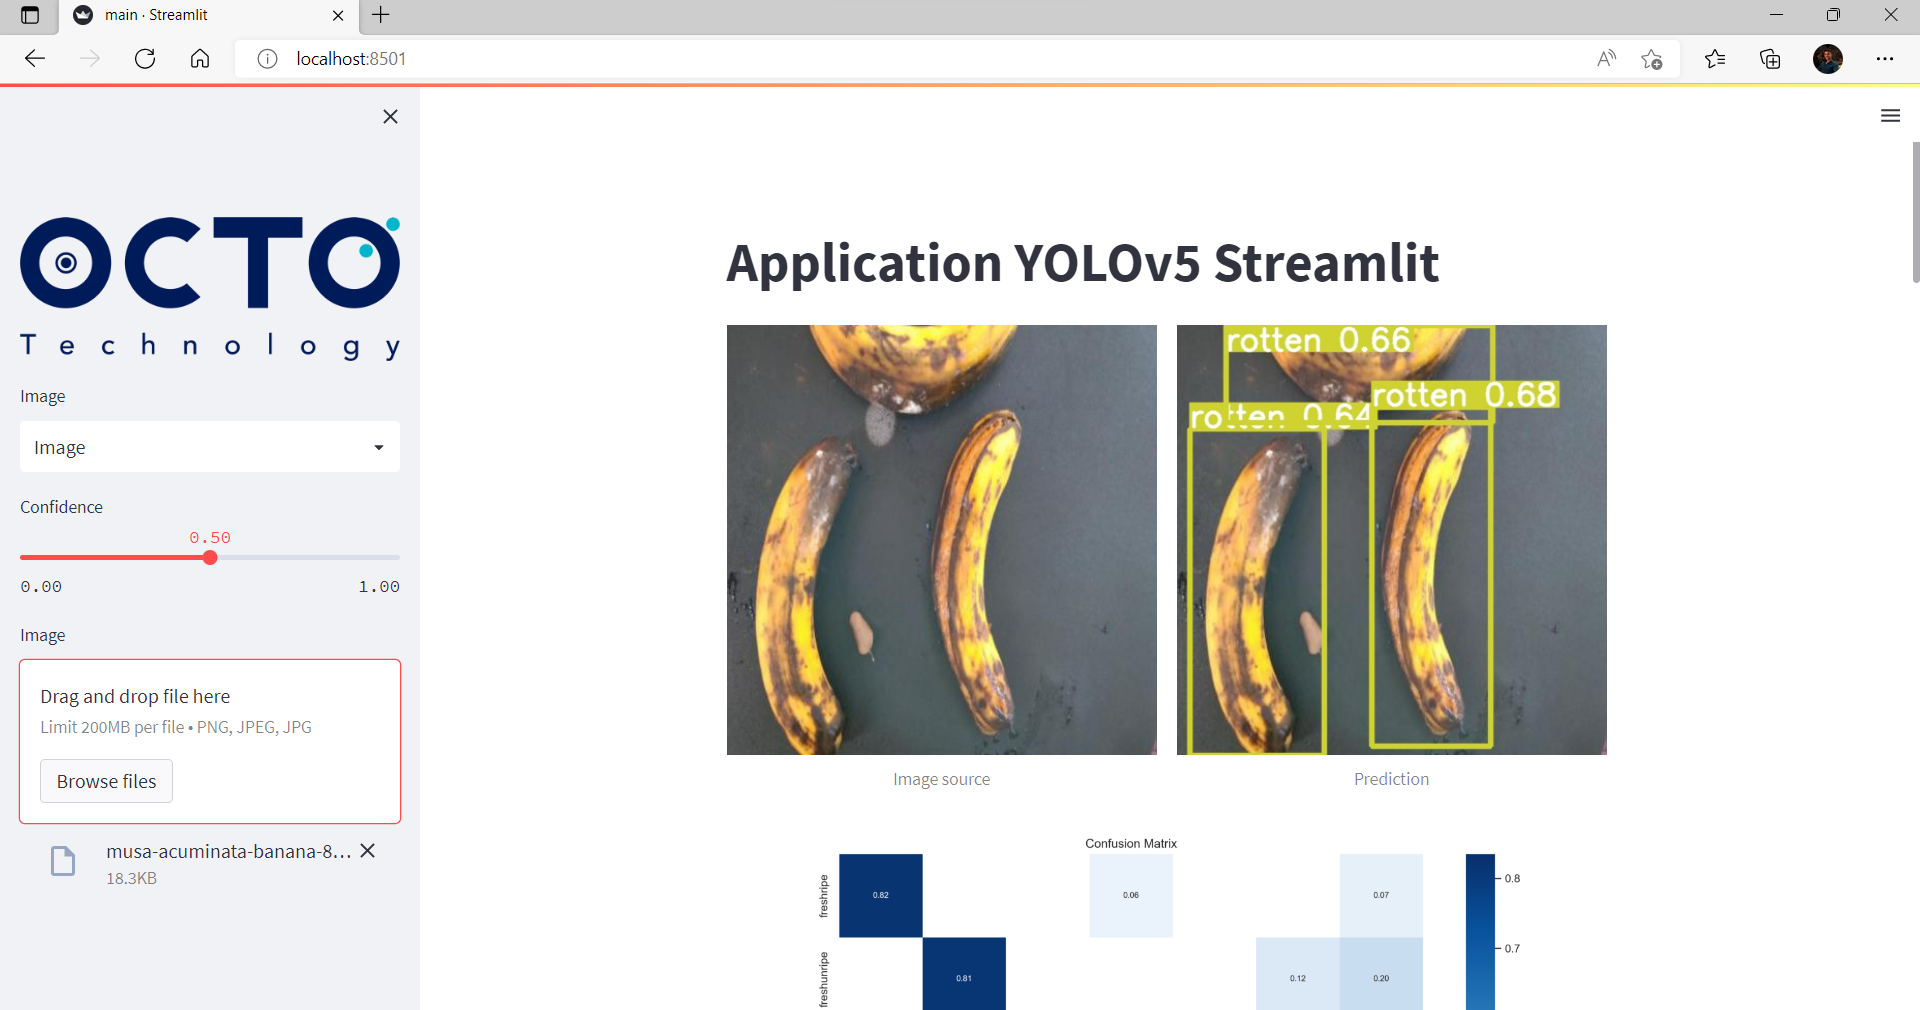 main · Streamlit
localhost:8501
OCTO
Technology
Image
Image
Confidence
0.50
0.00 1.00
Image
Drag and drop file here
Limit 200MB per file • PNG, JPEG, JPG
Browse files
musa-acuminata-banana-8...
18.3KB
Application YOLOv5 Streamlit
rotten 0.66
rotten 0.68
rotten 0.64
Image source
Prediction
Confusion Matrix
freshripe
0.82 0.06 0.07
freshunripe
0.81 0.12 0.20
0.8
0.7